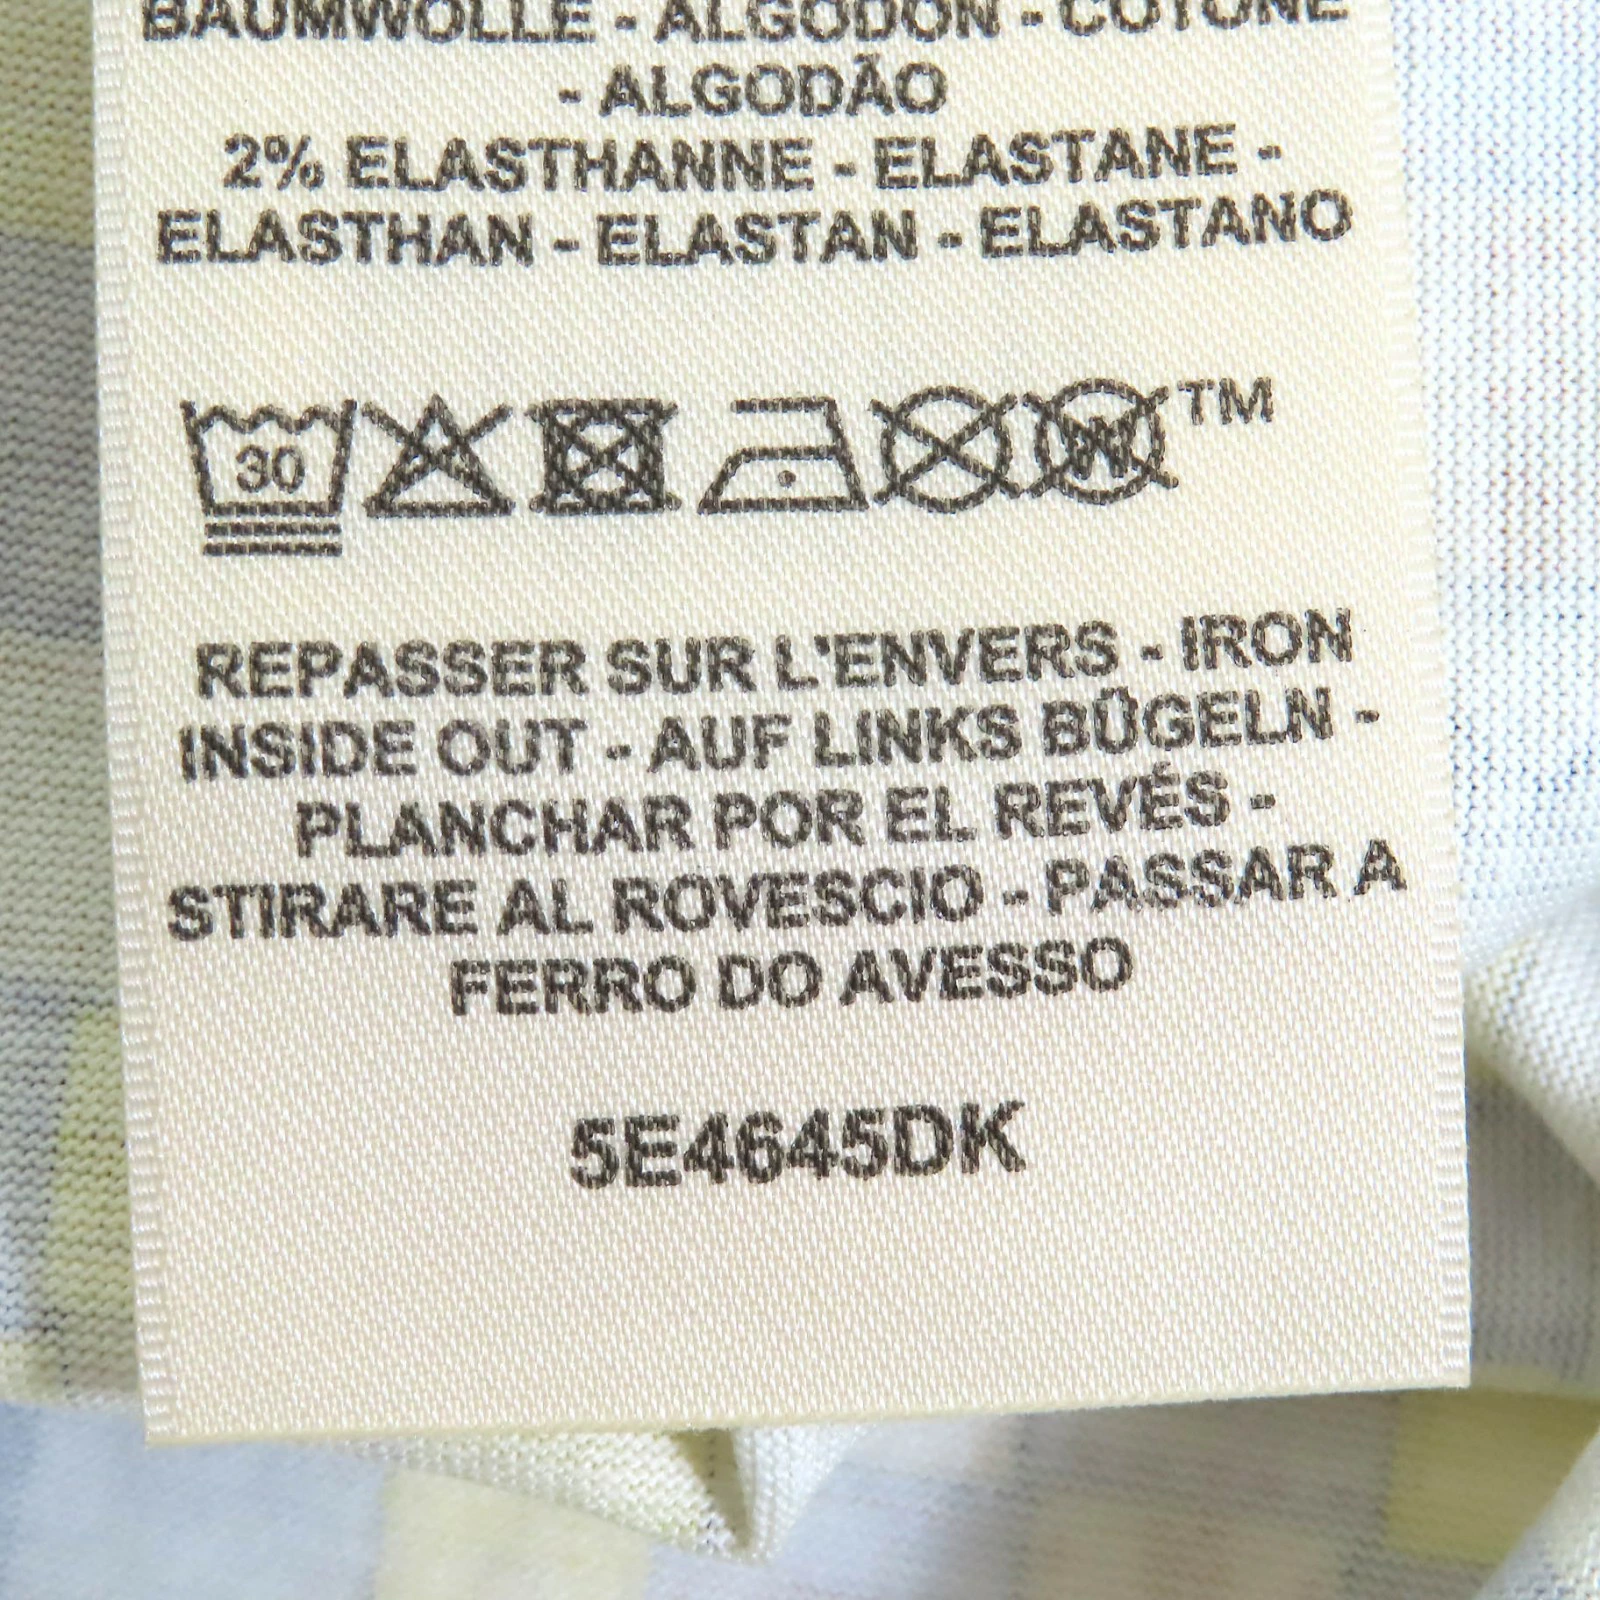 BAUMWOLLE - ALGODÓN - COTONE
- ALGODÃO
2% ELASTHANNE - ELASTANE -
ELASTHAN - ELASTAN - ELASTANO
30 W TM
REPASSER SUR L'ENVERS - IRON
INSIDE OUT - AUF LINKS BÜGELN -
PLANCHAR POR EL REVÉS -
STIRARE AL ROVESCIO - PASSAR A
FERRO DO AVESSO
5E4645DK